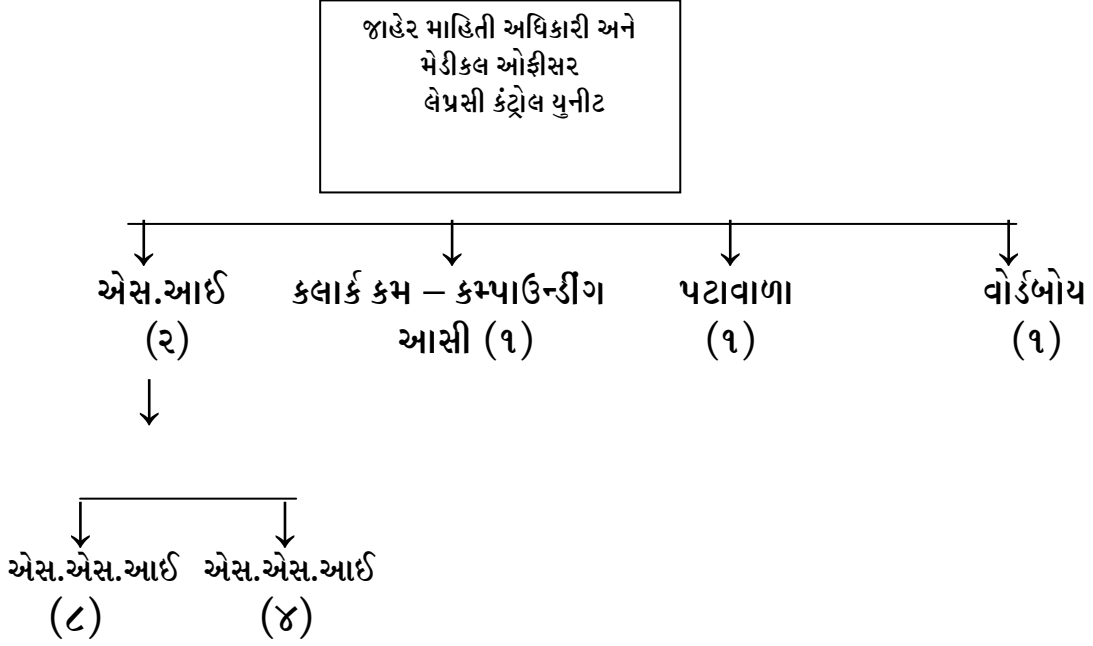 જાહેર માહિતી અધિકારી અને
મેડીકલ ઓફીસર
લેપ્રસી કંટ્રોલ યુનીટ
એસ.આઈ કલાર્ક કમ – કમ્પાઉન્ડીંગ પટાવાળા વોર્ડબોય
(૨) આસી (૧) (૧) (૧)
એસ.એસ.આઈ એસ.એસ.આઈ
(૮) (૪)